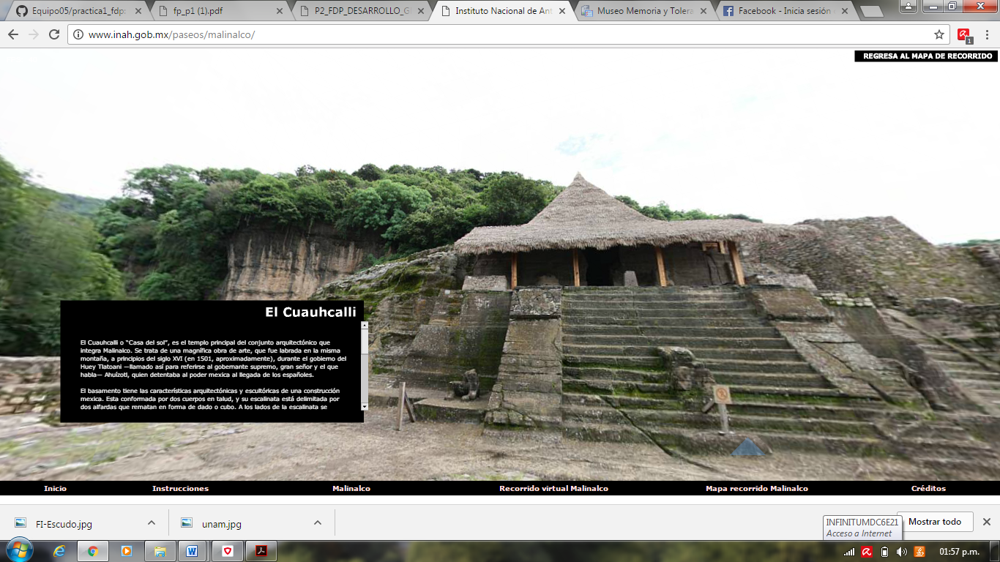 Equipo05/practica1_fdp
fp_p1 (1).pdf
P2_FDP_DESARROLLO_G
Instituto Nacional de Ant
Museo Memoria y Tolera
Facebook - Inicia sesión
www.inah.gob.mx/paseos/malinalco/
1
REGRESA AL MAPA DE RECORRIDO
El Cuauhcalli
El Cuauhcalli o “Casa del sol”, es el templo principal del conjunto arquitectónico que
integra Malinalco. Se trata de una magnífica obra de arte, que fue labrada en la misma
montaña, a principios del siglo XVI (en 1501, aproximadamente), durante el gobierno del
Huey Tlatoani —llamado así para referirse al gobernante supremo, gran señor y el que
habla— Ahuízotl, quien detentaba al poder mexica al llegada de los españoles.
El basamento tiene las características arquitectónicas y escultóricas de una construcción
mexica. Esta conformada por dos cuerpos en talud, y su escalinata está delimitada por
dos alfardas que rematan en forma de dado o cubo. A los lados de la escalinata se
Inicio
Instrucciones
Malinalco
Recorrido virtual Malinalco
Mapa recorrido Malinalco
Créditos
FI-Escudo.jpg
unam.jpg
INFINITUMDC6E21
Acceso a Internet
Mostrar todo
01:57 p.m.